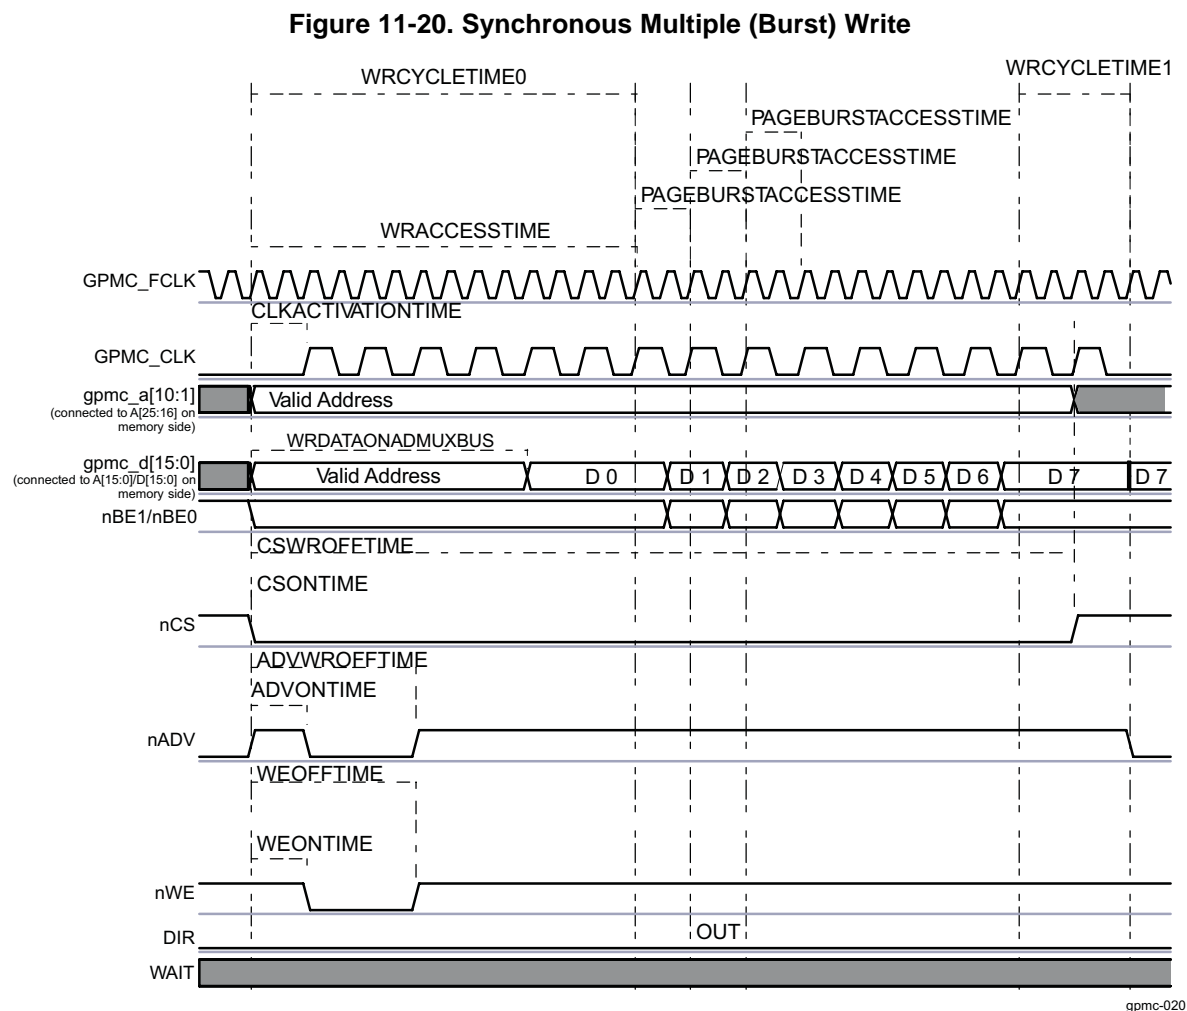 Figure 11-20. Synchronous Multiple (Burst) Write
WRCYCLETIME0
WRCYCLETIME1
PAGEBURSTACCESSTIME
PAGEBURSTACCESSTIME
PAGEBURSTACCESSTIME
WRACCESSTIME
GPMC_FCLK
CLKACTIVATIONTIME
GPMC_CLK
gpmc_a[10:1]
(connected to A[25:16] on
memory side)
Valid Address
WRDATAONADMUXBUS
gpmc_d[15:0]
(connected to A[15:0]/D[15:0] on
memory side)
Valid Address D 0 D 1 D 2 D 3 D 4 D 5 D 6 D 7 D 7
nBE1/nBE0
CSWROFFTIME
CSONTIME
nCS
ADVWROFFTIME
ADVONTIME
nADV
WEOFFTIME
WEONTIME
nWE
DIR
OUT
WAIT
gpmc-020